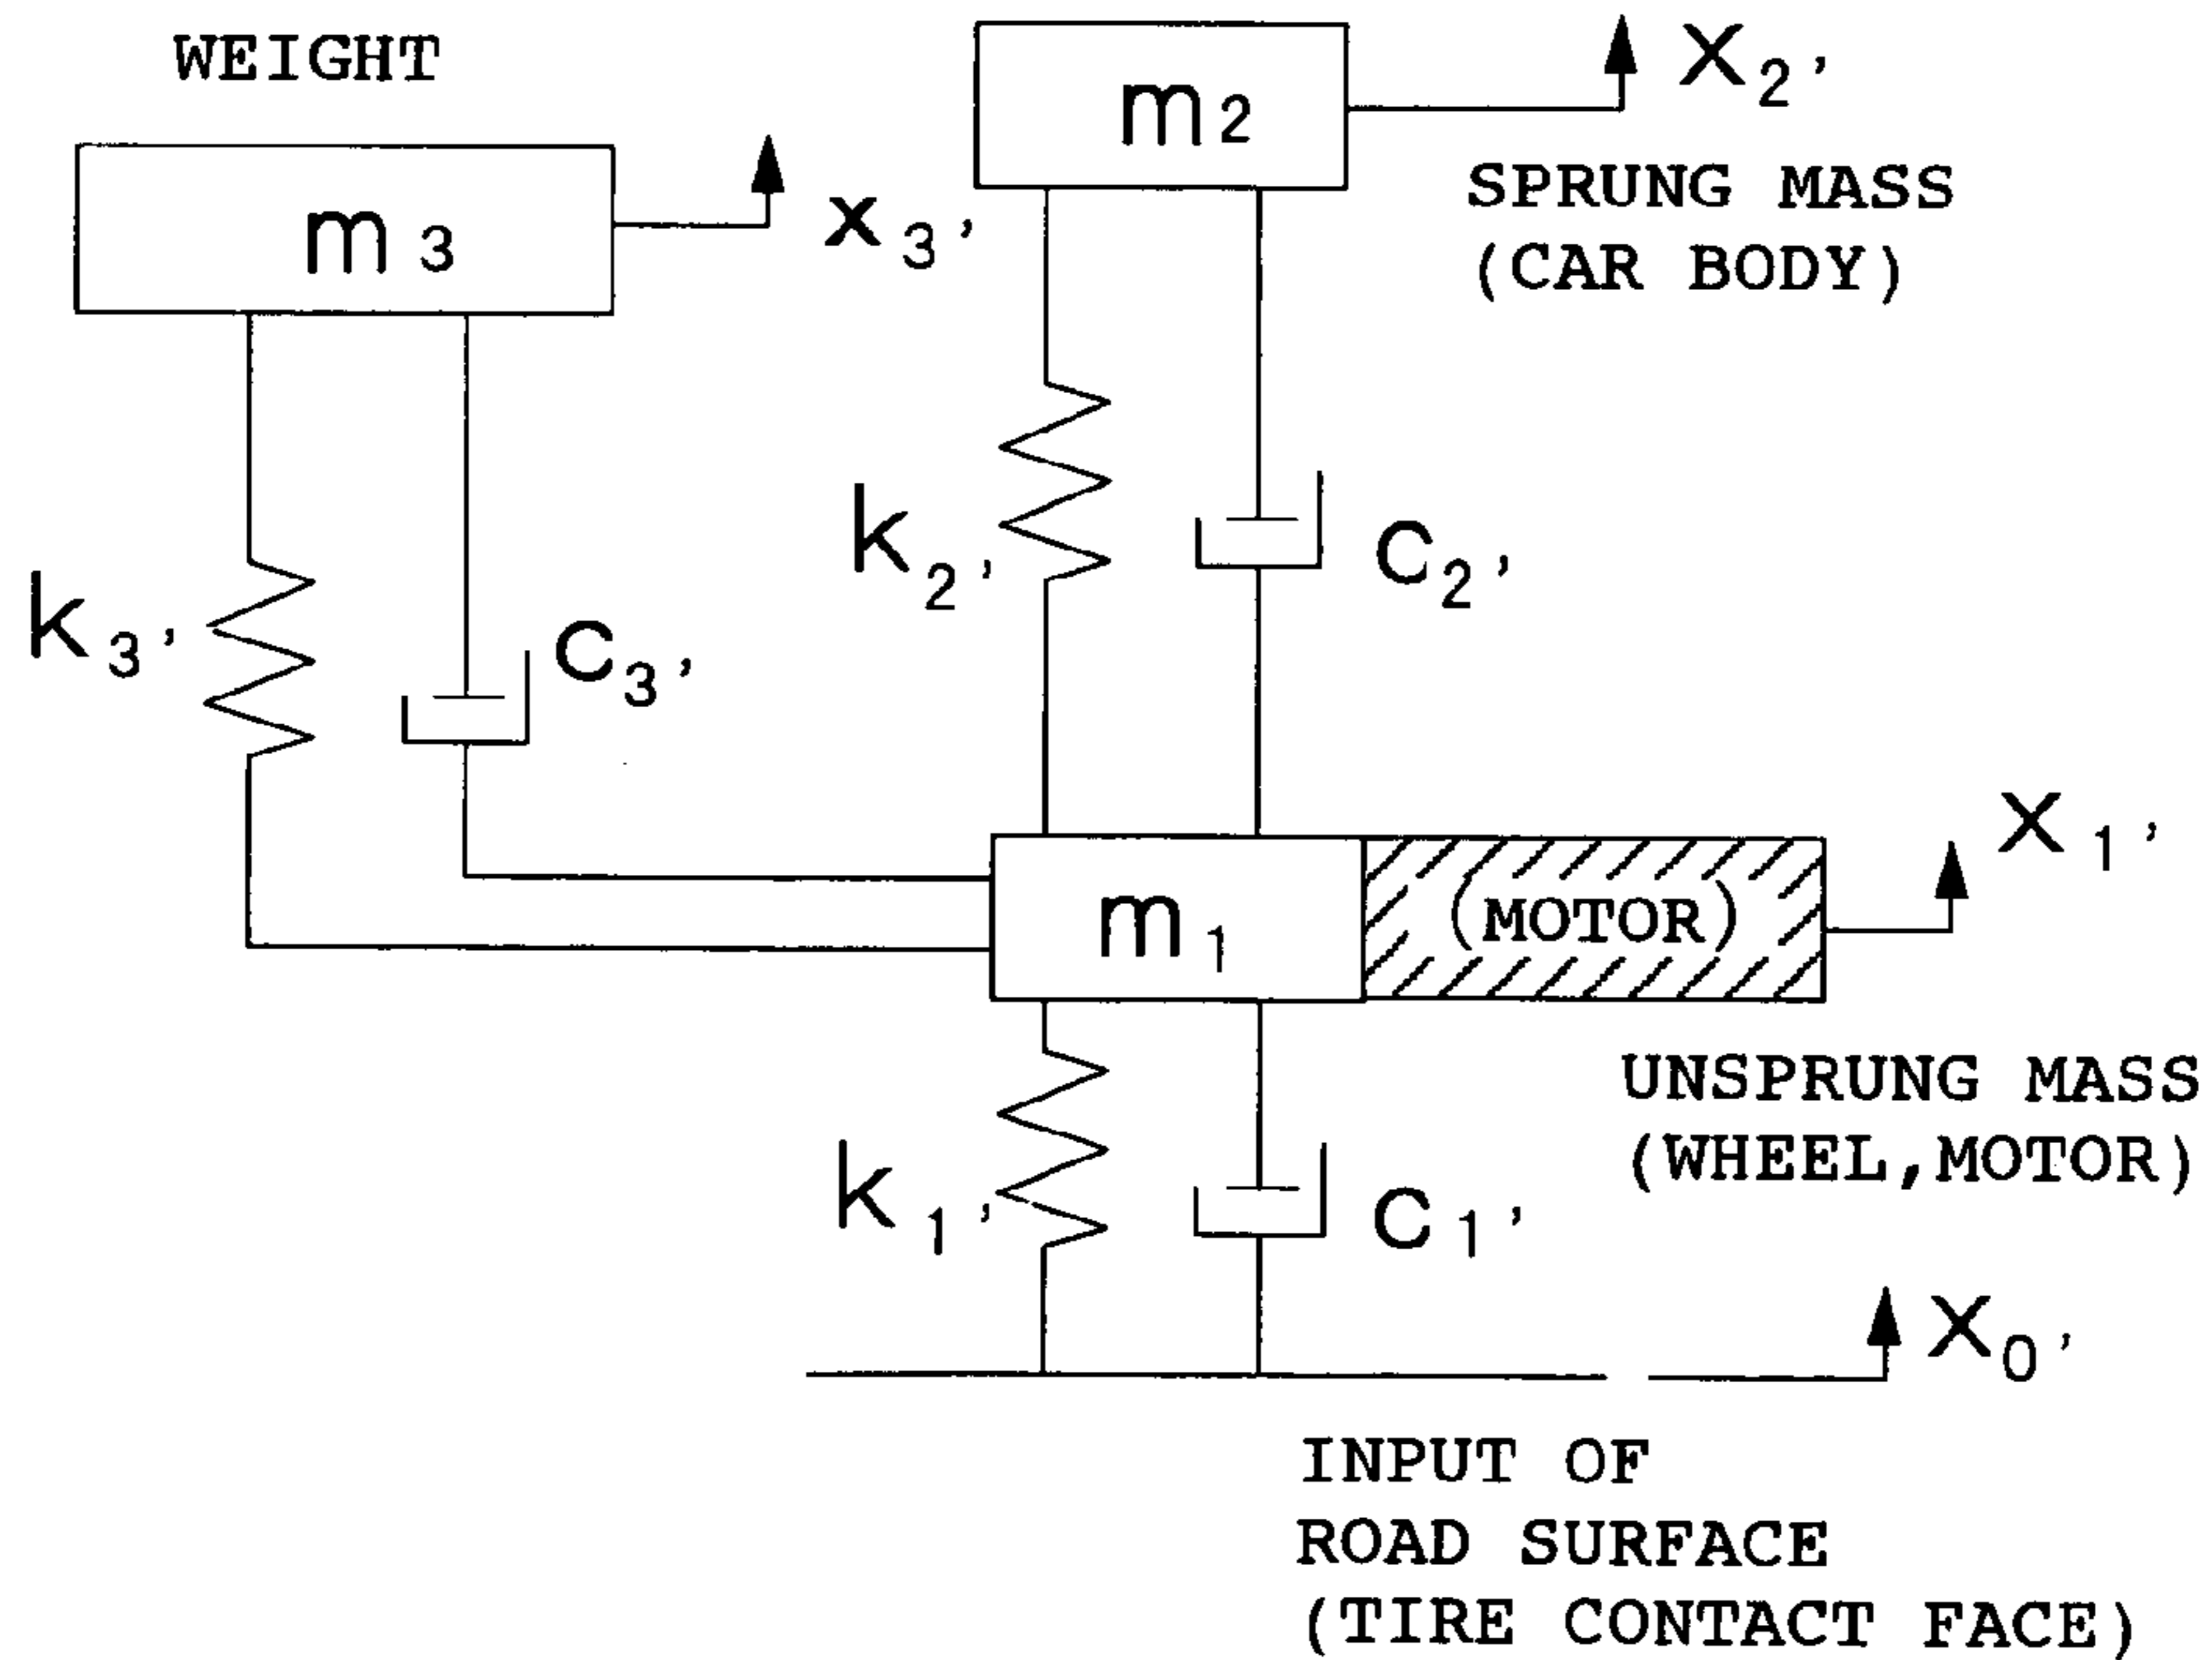 WEIGHT
m2
X2'
m3
x3'
SPRUNG MASS
(CAR BODY)
k2'
C2'
k3'
C3'
X1'
m1
(MOTOR)
UNSPRUNG MASS
(WHEEL,MOTOR)
k1'
C1'
X0'
INPUT OF
ROAD SURFACE
(TIRE CONTACT FACE)